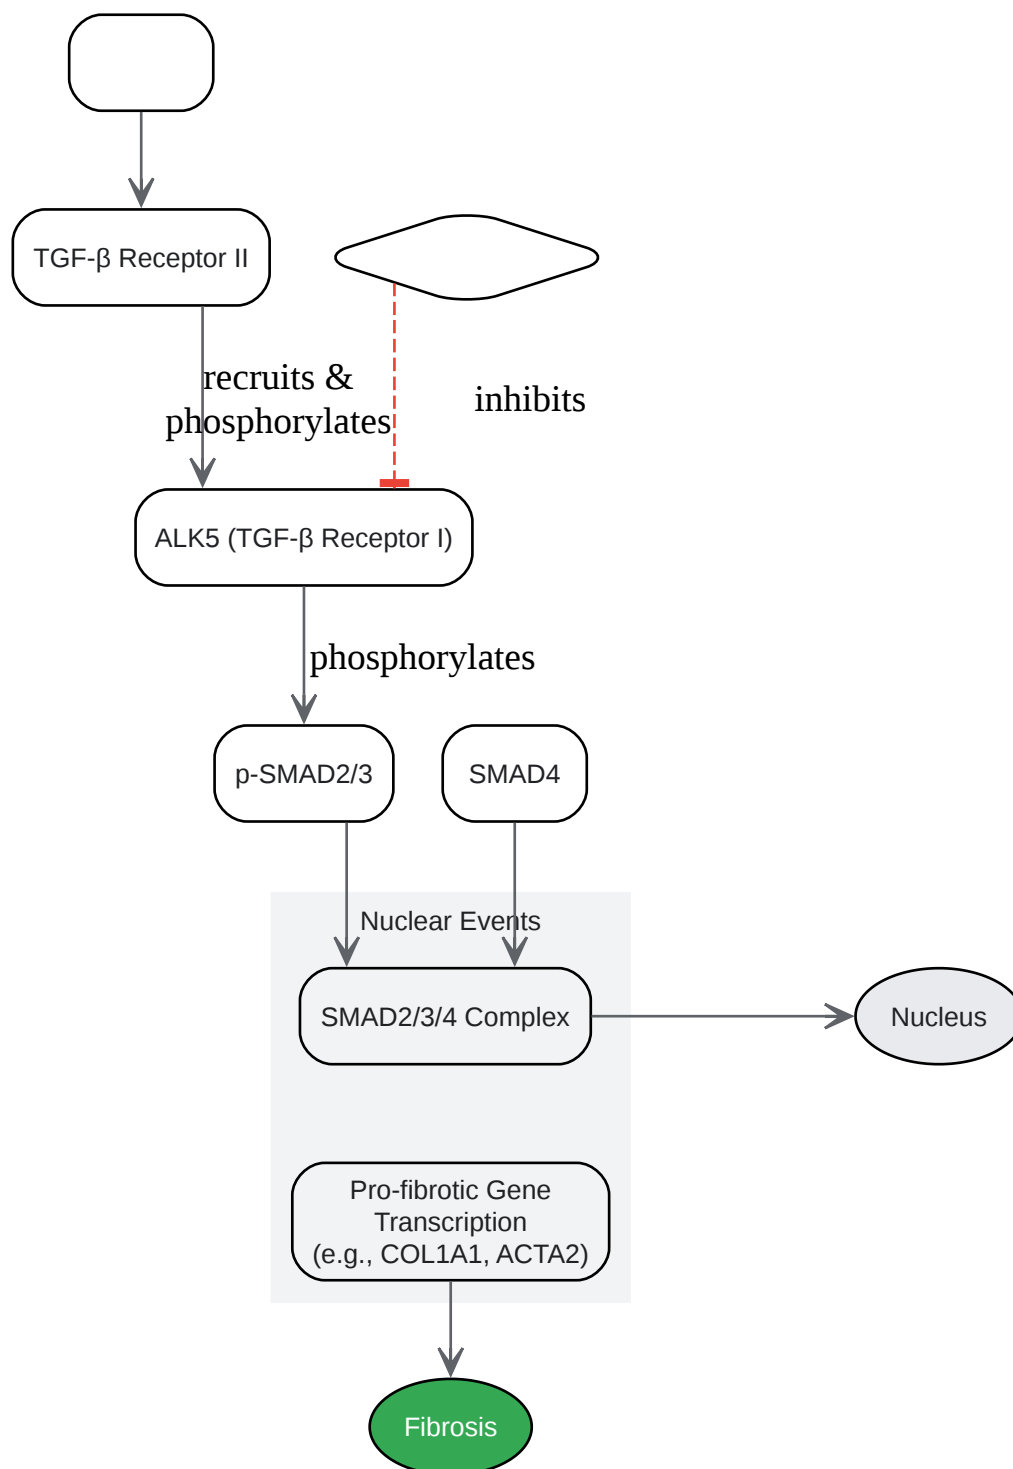 TGF-β Receptor II
recruits &
phosphorylates
inhibits
ALK5 (TGF-β Receptor I)
phosphorylates
p-SMAD2/3
SMAD4
Nuclear Events
SMAD2/3/4 Complex
Nucleus
Pro-fibrotic Gene
Transcription
(e.g., COL1A1, ACTA2)
Fibrosis